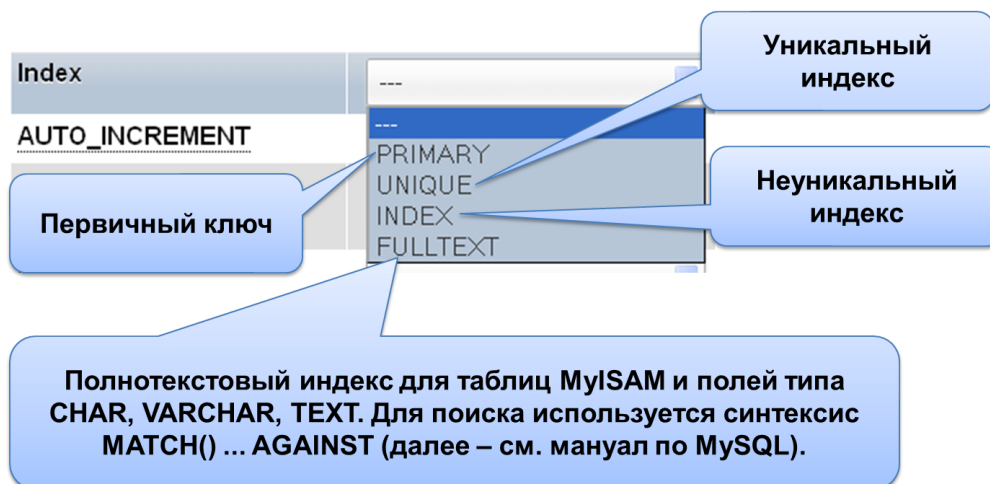 Уникальный
индекс
Index
---
---
AUTO_INCREMENT
PRIMARY
UNIQUE
INDEX
FULLTEXT
Первичный ключ
Неуникальный
индекс
Полнотекстовый индекс для таблиц MyISAM и полей типа
CHAR, VARCHAR, TEXT. Для поиска используется синтексис
MATCH() ... AGAINST (далее – см. мануал по MySQL).